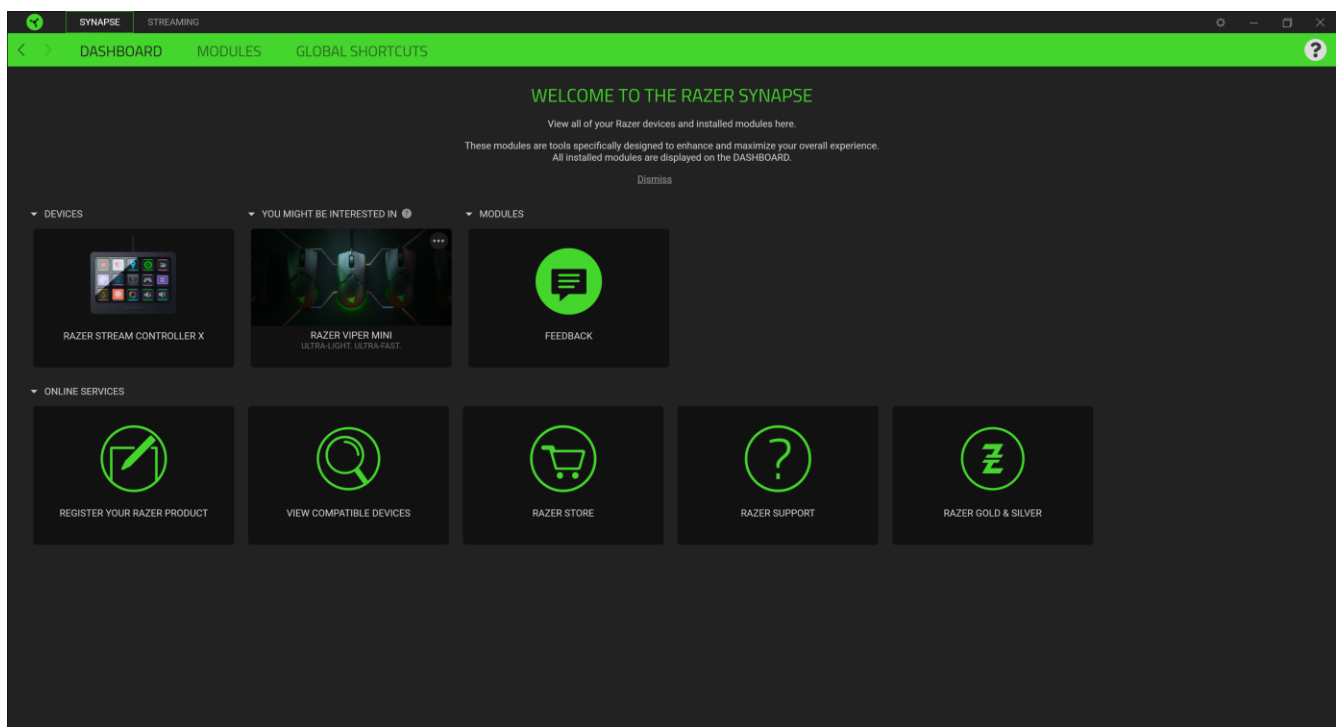 SYNAPSE STREAMING
DASHBOARD MODULES GLOBAL SHORTCUTS ?
WELCOME TO THE RAZER SYNAPSE
View all of your Razer devices and installed modules here.
These modules are tools specifically designed to enhance and maximize your overall experience.
All installed modules are displayed on the DASHBOARD.
Dismiss
DEVICES
YOU MIGHT BE INTERESTED IN ?
MODULES
RAZER STREAM CONTROLLER X
RAZER VIPER MINI
ULTRA-LIGHT. ULTRA-FAST.
FEEDBACK
ONLINE SERVICES
REGISTER YOUR RAZER PRODUCT
VIEW COMPATIBLE DEVICES
RAZER STORE
RAZER SUPPORT
RAZER GOLD & SILVER